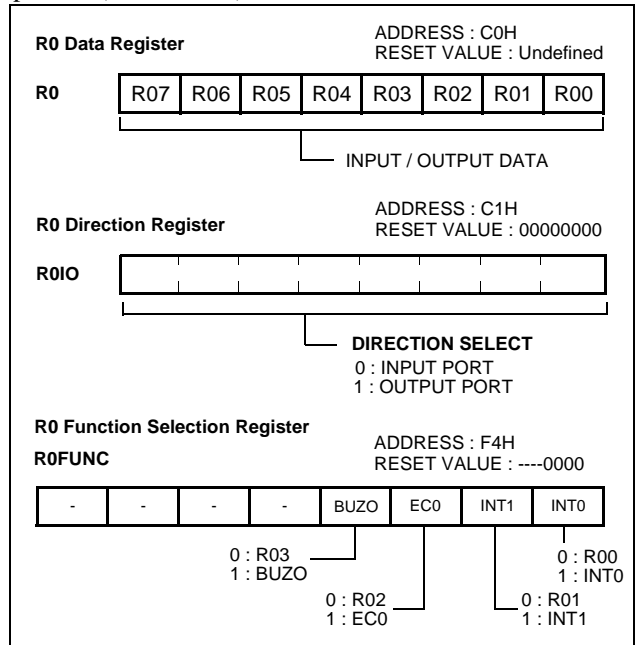 R0 Data Register
ADDRESS : C0H
RESET VALUE : Undefined
R0
R07 R06 R05 R04 R03 R02 R01 R00
INPUT / OUTPUT DATA
R0 Direction Register
ADDRESS : C1H
RESET VALUE : 00000000
R0IO
DIRECTION SELECT
0 : INPUT PORT
1 : OUTPUT PORT
R0 Function Selection Register
R0FUNC
ADDRESS : F4H
RESET VALUE : ----0000
- - - - BUZO EC0 INT1 INT0
0 : R03
1 : BUZO
0 : R00
1 : INT0
0 : R02
1 : EC0
0 : R01
1 : INT1